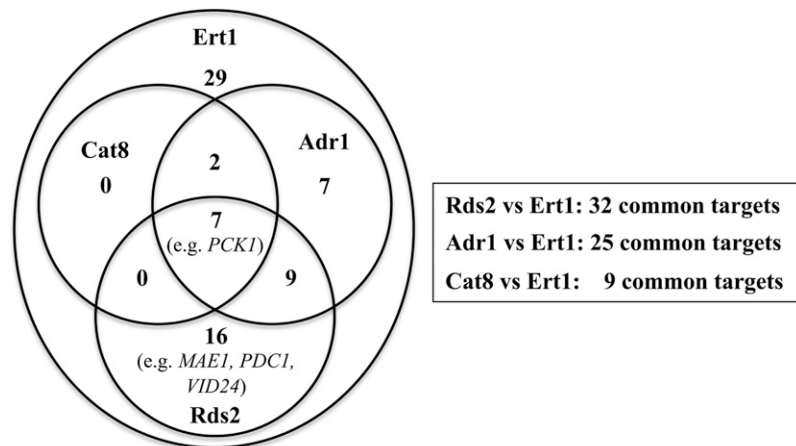 Ert1
29
Cat8
Adr1
2
0
7
7
(e.g. PCK1)
0
9
16
(e.g. MAE1, PDC1,
VID24)
Rds2
Rds2 vs Ert1: 32 common targets
Adr1 vs Ert1: 25 common targets
Cat8 vs Ert1: 9 common targets